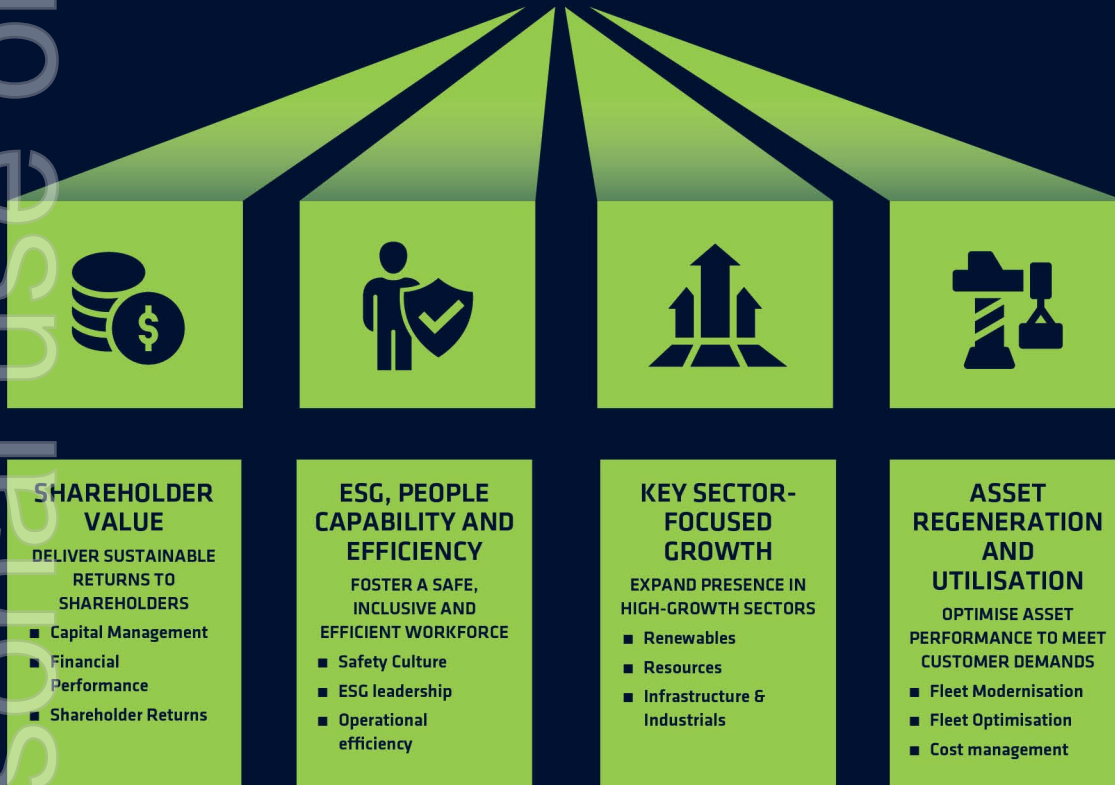 SHAREHOLDER
VALUE
DELIVER SUSTAINABLE
RETURNS TO
SHAREHOLDERS
■ Capital Management
■ Financial
Performance
■ Shareholder Returns
ESG, PEOPLE
CAPABILITY AND
EFFICIENCY
FOSTER A SAFE,
INCLUSIVE AND
EFFICIENT WORKFORCE
■ Safety Culture
■ ESG leadership
■ Operational
efficiency
KEY SECTOR-
FOCUSED
GROWTH
EXPAND PRESENCE IN
HIGH-GROWTH SECTORS
■ Renewables
■ Resources
■ Infrastructure &
Industrials
ASSET
REGENERATION
AND
UTILISATION
OPTIMISE ASSET
PERFORMANCE TO MEET
CUSTOMER DEMANDS
■ Fleet Modernisation
■ Fleet Optimisation
■ Cost management
$
sonal use o